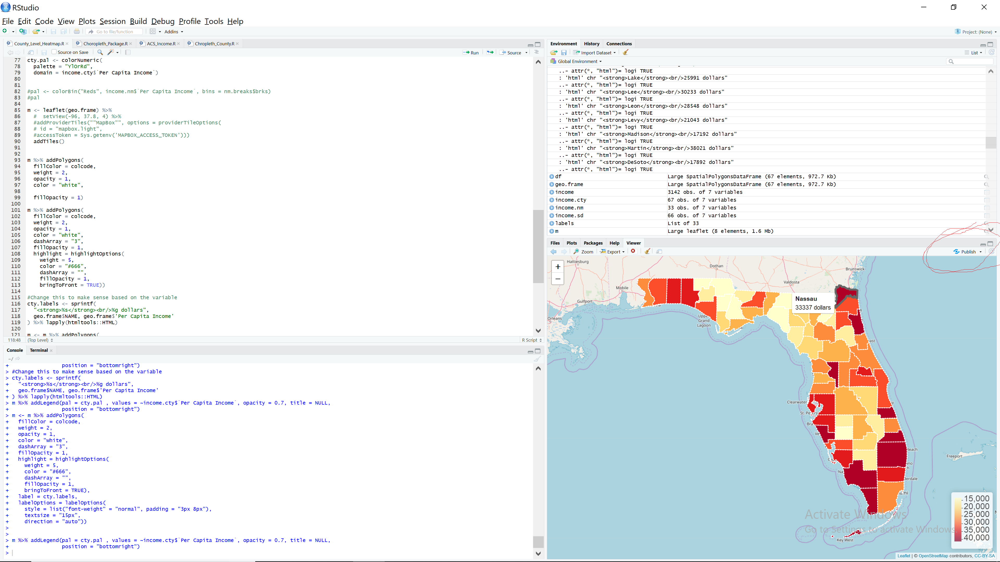 RStudio
File Edit Code View Plots Session Build Debug Profile Tools Help
Go to file/function Addins Project: (None)
County_Level_Heatmap.R Choropleth_Package.R ACS_Income.R Chropleth_County.R
Source on Save Run Source
77 cty.pal <- colorNumeric(
78 palette = "YlOrRd",
79 domain = income.cty$`Per Capita Income`)
80
81
82 #pal <- colorBin("Reds", income.nm$`Per Capita Income`, bins = nm.breaks$brks)
83 #pal
84
85 m <- leaflet(geo.frame) %>%
86 # setView(-96, 37.8, 4) %>%
87 #addProviderTiles(""MapBox"", options = providerTileOptions(
88 # id = "mapbox.light",
89 #accessToken = Sys.getenv('MAPBOX_ACCESS_TOKEN')))
90 addTiles()
91
92
93 m %>% addPolygons(
94 fillColor = colcode,
95 weight = 2,
96 opacity = 1,
97 color = "white",
98
99 fillOpacity = 1)
100
101 m %>% addPolygons(
102 fillColor = colcode,
103 weight = 2,
104 opacity = 1,
105 color = "white",
106 dashArray = "3",
107 fillOpacity = 1,
108 highlight = highlightOptions(
109 weight = 5,
110 color = "#666",
111 dashArray = "",
112 fillOpacity = 1,
113 bringToFront = TRUE))
114
115 #Change this to make sense based on the variable
116 cty.labels <- sprintf(
117 "<strong>%s</strong><br/>%g dollars",
118 geo.frame$NAME, geo.frame$'Per Capita Income'
119 ) %>% lapply(htmltools::HTML)
120
121 m <- m %>% addPolygons(
118:48 (Top Level) R Script
Console Terminal
~/
+ position = "bottomright")
> #Change this to make sense based on the variable
> cty.labels <- sprintf(
+ "<strong>%s</strong><br/>%g dollars",
+ geo.frame$NAME, geo.frame$'Per Capita Income'
+ ) %>% lapply(htmltools::HTML)
> m %>% addLegend(pal = cty.pal , values = ~income.cty$`Per Capita Income`, opacity = 0.7, title = NULL,
+ position = "bottomright")
> m <- m %>% addPolygons(
+ fillColor = colcode,
+ weight = 2,
+ opacity = 1,
+ color = "white",
+ dashArray = "3",
+ fillOpacity = 1,
+ highlight = highlightOptions(
+ weight = 5,
+ color = "#666",
+ dashArray = "",
+ fillOpacity = 1,
+ bringToFront = TRUE),
+ label = cty.labels,
+ labelOptions = labelOptions(
+ style = list("font-weight" = "normal", padding = "3px 8px"),
+ textsize = "15px",
+ direction = "auto"))
>
>
> m %>% addLegend(pal = cty.pal , values = ~income.cty$`Per Capita Income`, opacity = 0.7, title = NULL,
+ position = "bottomright")
>
Environment History Connections
Import Dataset List
Global Environment
..- attr(*, "html")= logi TRUE
: 'html' chr "<strong>Lake</strong><br/>25991 dollars"
..- attr(*, "html")= logi TRUE
: 'html' chr "<strong>Lee</strong><br/>30233 dollars"
..- attr(*, "html")= logi TRUE
: 'html' chr "<strong>Leon</strong><br/>28548 dollars"
..- attr(*, "html")= logi TRUE
: 'html' chr "<strong>Levy</strong><br/>21043 dollars"
..- attr(*, "html")= logi TRUE
: 'html' chr "<strong>Madison</strong><br/>17192 dollars"
..- attr(*, "html")= logi TRUE
: 'html' chr "<strong>Martin</strong><br/>38021 dollars"
..- attr(*, "html")= logi TRUE
: 'html' chr "<strong>DeSoto</strong><br/>17892 dollars"
..- attr(*, "html")= logi TRUE
df Large SpatialPolygonsDataFrame (67 elements, 972.7 Kb)
geo.frame Large SpatialPolygonsDataFrame (67 elements, 972.7 Kb)
income 3142 obs. of 7 variables
income.cty 67 obs. of 7 variables
income.nm 33 obs. of 7 variables
income.sd 66 obs. of 7 variables
labels List of 33
m Large leaflet (8 elements, 1.6 Mb)
Files Plots Packages Help Viewer
Zoom Export Publish
+
−
Hattiesburg
Dothan
Brunswick
Valdosta
Mobile
Gulfport
Nassau
33337 dollars
Orleans
Upper
Grand
Lagoon
ast
Clearwater
St. Peters
Bra
Ve
Beach
Freeport
Na
derdale
ami
Key West
15,000
20,000
25,000
30,000
35,000
40,000
Activate Windows
Go to Settings to activate Windows
Leaflet | © OpenStreetMap contributors, CC-BY-SA